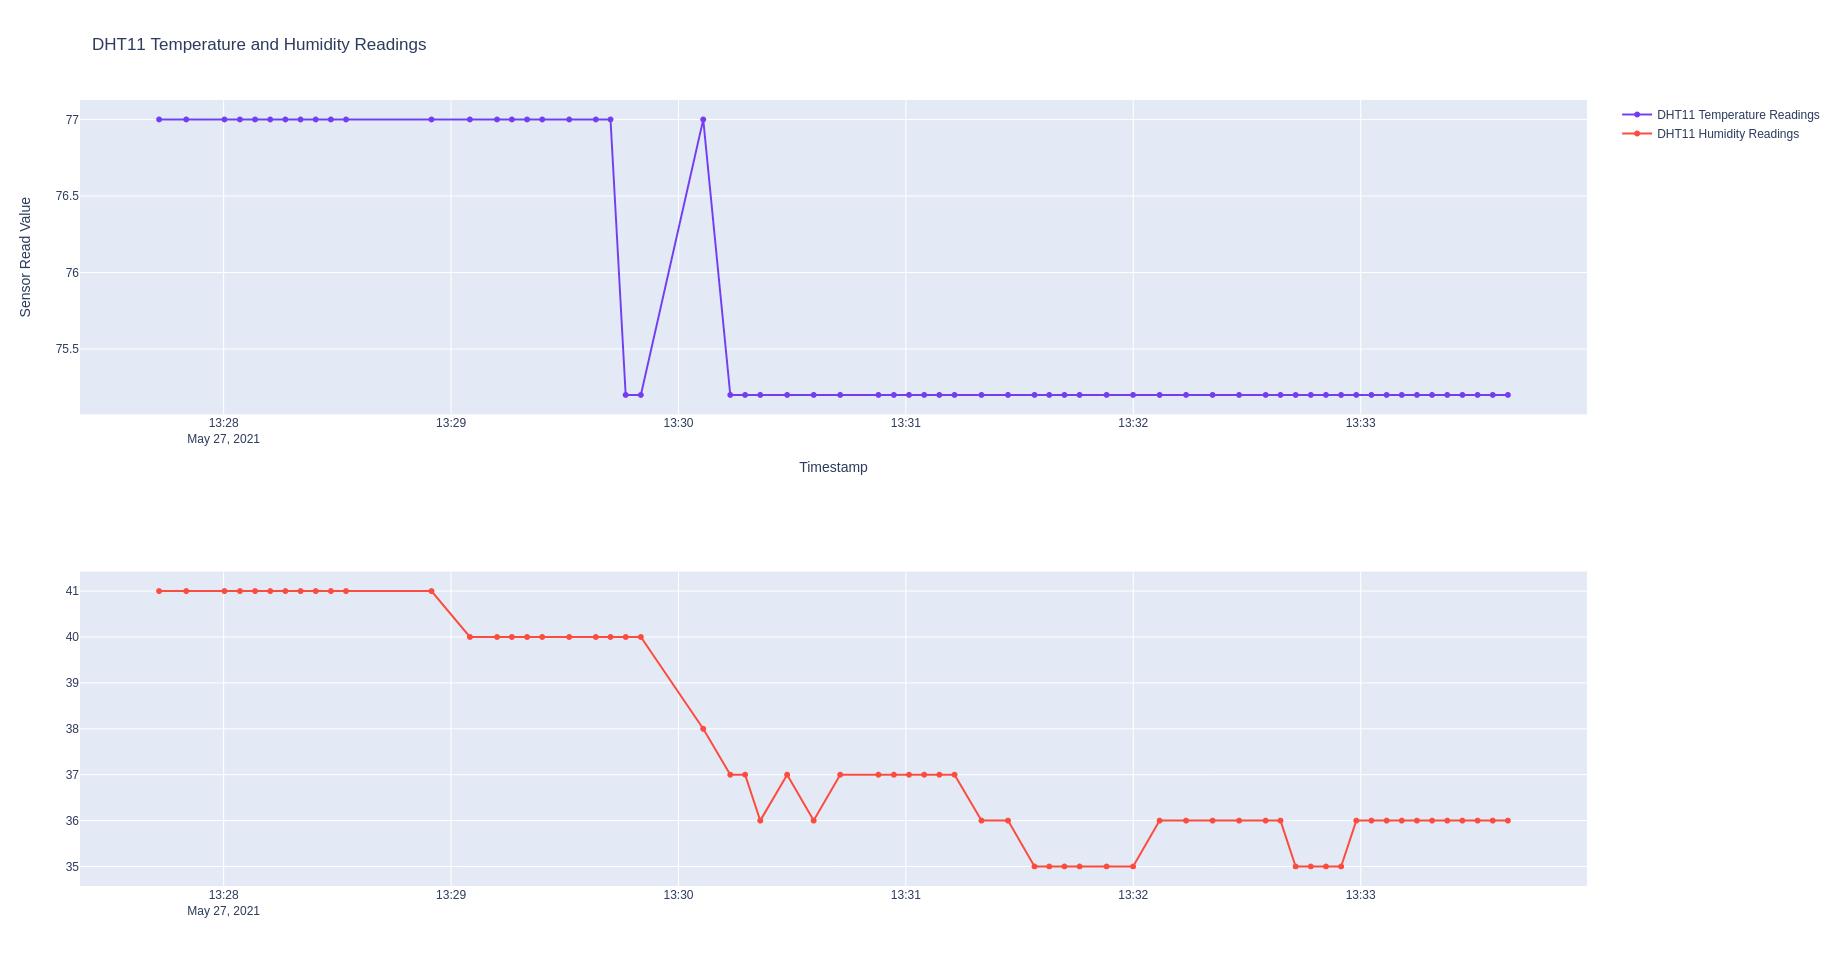 DHT11 Temperature and Humidity Readings
DHT11 Temperature Readings
DHT11 Humidity Readings
Sensor Read Value
77
76.5
76
75.5
13:28 13:29 13:30 13:31 13:32 13:33
May 27, 2021
Timestamp
41
40
39
38
37
36
35
13:28 13:29 13:30 13:31 13:32 13:33
May 27, 2021